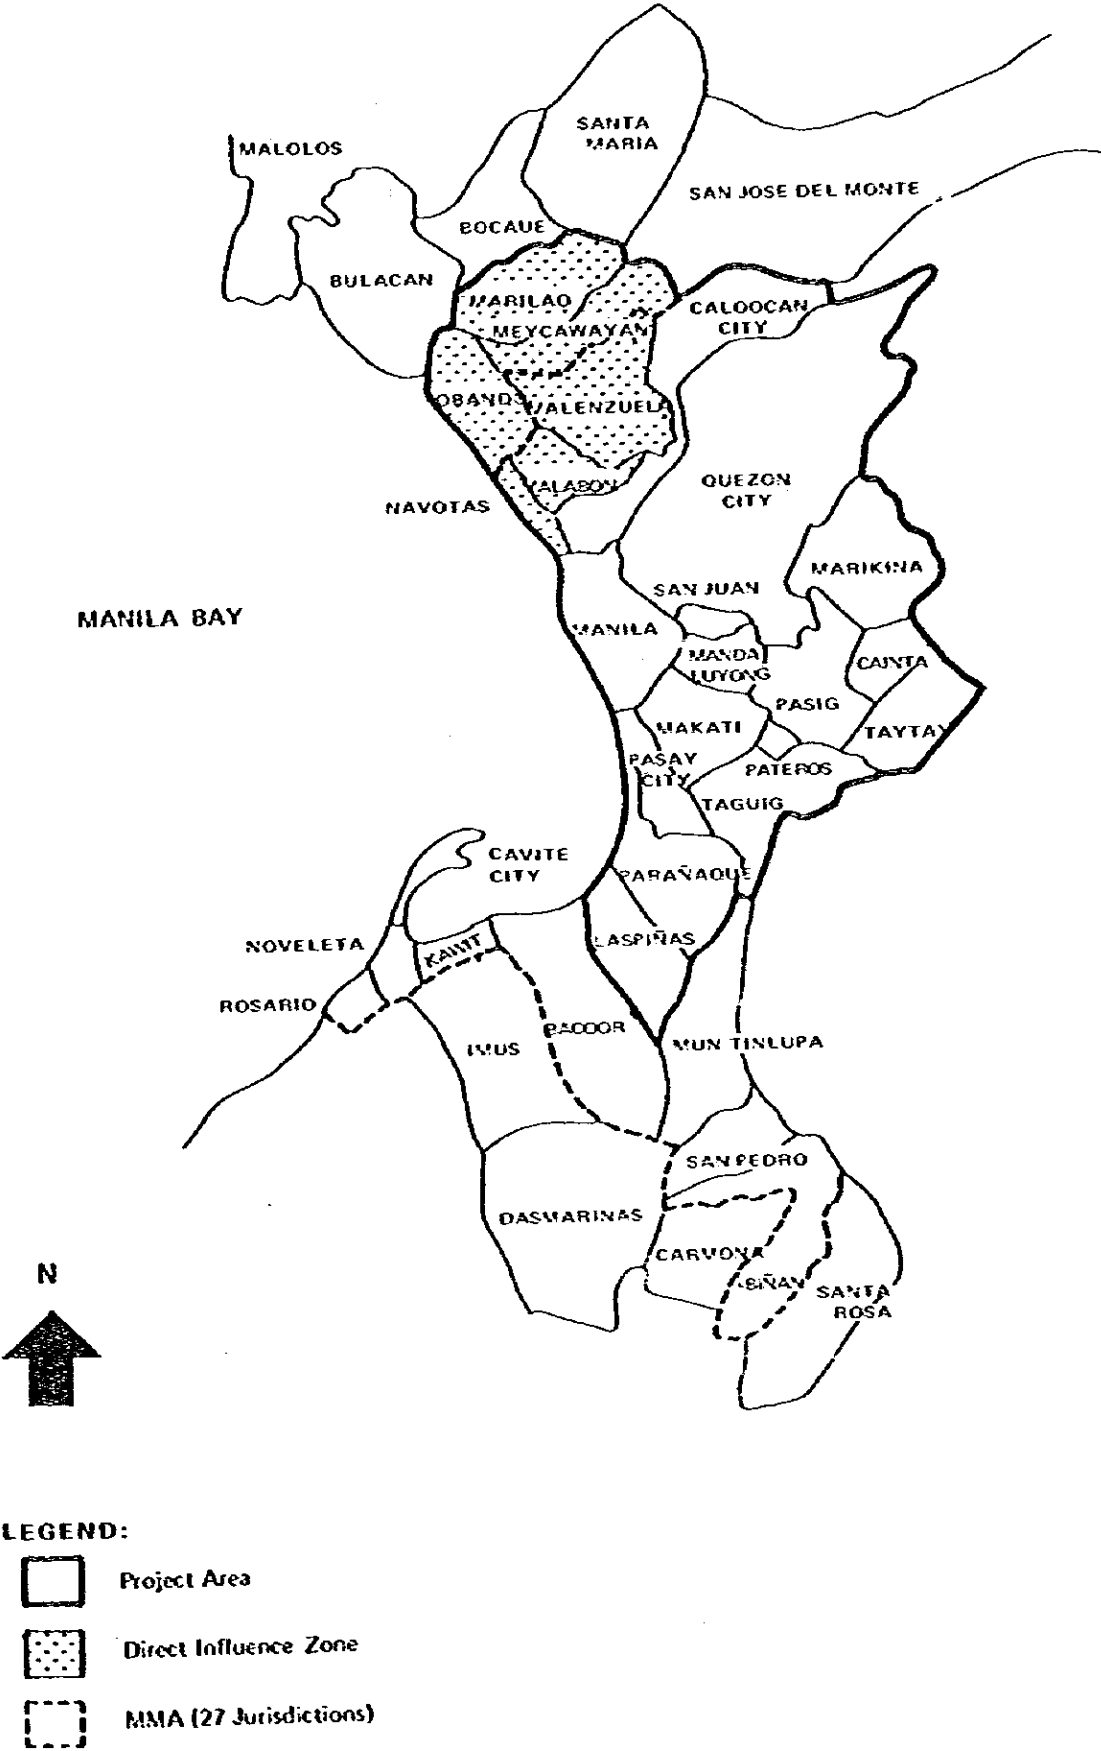 SANTA
MARIA
MALOLOS
SAN JOSE DEL MONTE
BOCAUE
BULACAN
MARILAO
CALOOCAN
CITY
MEYCAWAYAN
OBANDO
VALENZUELA
QUEZON
CITY
MALABON
NAVOTAS
MARIKINA
SAN JUAN
MANILA BAY
MANILA
MANDA
LUYONG
CAINTA
PASIG
MAKATI
TAYTAY
PASAY
CITY
PATEROS
TAGUIG
CAVITE
CITY
PARAÑAQUE
LASPIÑAS
NOVELETA
KAWIT
ROSARIO
BACOOR
IMUS
MUNTINLUPA
SAN PEDRO
DASMARINAS
CARMONA
BIÑAN
SANTA
ROSA
N
LEGEND:
Project Area
Direct Influence Zone
MMA (27 Jurisdictions)